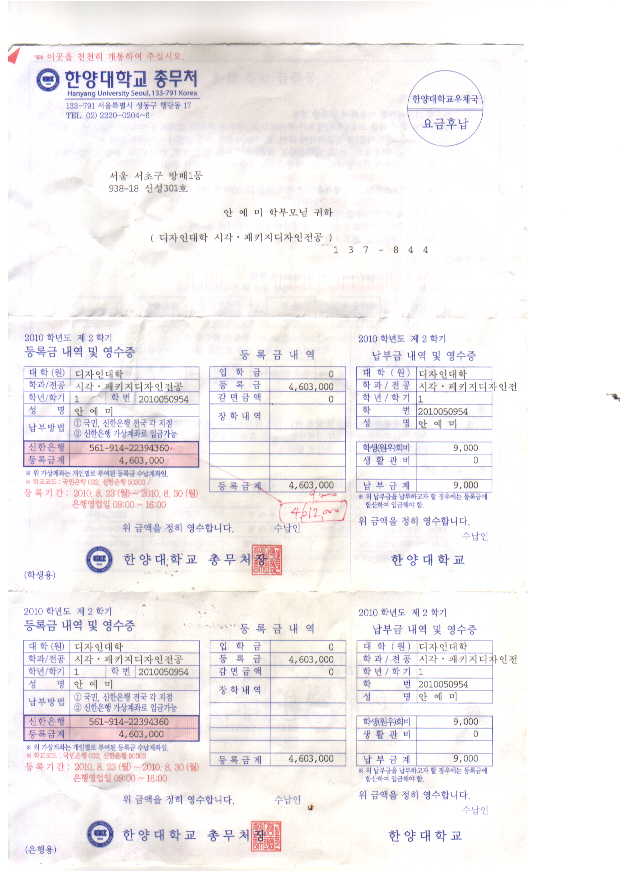 이곳을 천천히 개봉하여 주십시오.
한양대학교 총무처
Hanyang University Seoul, 133-791 Korea
133-791 서울특별시 성동구 행당동 17
TEL. (02) 2220-0204~6
한양대학교우체국
요금후납
서울 서초구 방배1동
938-18 신성301호
안 예 미 학부모님 귀하
( 디자인대학 시각・패키지디자인전공 )
1 3 7 - 8 4 4
2010 학년도 제 2 학기
등록금 내역 및 영수증
대 학 (원) 디자인대학
학과/전공 시각・패키지디자인전공
학년/학기 1 학 번 2010050954
성 명 안 예 미
납부방법 ① 국민, 신한은행 전국 각 지점
② 신한은행 가상계좌로 입금가능
신한은행 561-914-22394360
등록금계 4,603,000
※ 위 가상계좌는 개인별로 부여된 등록금 수납계좌임.
※ 학교코드 : 국민은행 032, 신한은행 50303
등 록 기 간 : 2010. 8. 23 (월) ~ 2010. 8. 30 (월)
은행영업일 09:00 ~ 16:00
등 록 금 내 역
입 학 금 0
등 록 금 4,603,000
감 면 금 액 0
장 학 내 역
등 록 금 계 4,603,000
9,000
4,612,000
위 금액을 정히 영수합니다. 수납인
한 양 대 학 교 총 무 처 장
(학생용)
2010 학년도 제 2 학기
납부금 내역 및 영수증
대 학 (원) 디자인대학
학 과 / 전 공 시각・패키지디자인전
학 년 / 학 기 1
학 번 2010050954
성 명 안 예 미
학생(원우)회비 9,000
생 활 관 비 0
납 부 금 계 9,000
※ 위 납부금을 납부하고자 할 경우에는 등록금에
합산하여 입금해야 함.
위 금액을 정히 영수합니다.
수납인
한 양 대 학 교
2010 학년도 제 2 학기
등록금 내역 및 영수증
대 학 (원) 디자인대학
학과/전공 시각・패키지디자인전공
학년/학기 1 학 번 2010050954
성 명 안 예 미
납부방법 ① 국민, 신한은행 전국 각 지점
② 신한은행 가상계좌로 입금가능
신한은행 561-914-22394360
등록금계 4,603,000
※ 위 가상계좌는 개인별로 부여된 등록금 수납계좌임.
※ 학교코드 : 국민은행 032, 신한은행 50303
등 록 기 간 : 2010. 8. 23 (월) ~ 2010. 8. 30 (월)
은행영업일 09:00 ~ 16:00
등 록 금 내 역
입 학 금 0
등 록 금 4,603,000
감 면 금 액 0
장 학 내 역
등 록 금 계 4,603,000
위 금액을 정히 영수합니다. 수납인
한 양 대 학 교 총 무 처 장
(은행용)
2010 학년도 제 2 학기
납부금 내역 및 영수증
대 학 (원) 디자인대학
학 과 / 전 공 시각・패키지디자인전
학 년 / 학 기 1
학 번 2010050954
성 명 안 예 미
학생(원우)회비 9,000
생 활 관 비 0
납 부 금 계 9,000
※ 위 납부금을 납부하고자 할 경우에는 등록금에
합산하여 입금해야 함.
위 금액을 정히 영수합니다.
수납인
한 양 대 학 교